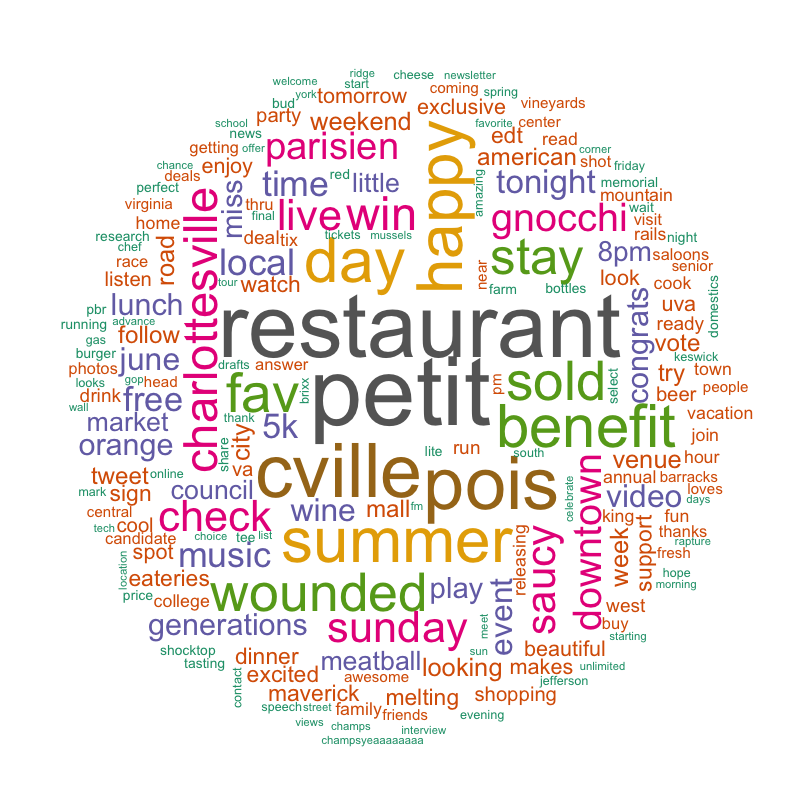 ridge
welcome
start
cheese
newsletter
york
bud
tomorrow
coming
spring
exclusive
vineyards
school
party
weekend
favorite
center
news
offer
parisien
happy
edt
read
corner
getting
american
shot
friday
chance
deals
enjoy
time
red
little
amazing
tonight
memorial
perfect
miss
mountain
virginia
thru
live
win
gnocchi
wait
home
final
visit
charlottesville
tickets
mussels
rails
night
research
chef
road
deal
tix
day
stay
8pm
saloons
race
local
near
senior
listen
tour
watch
look
cook
farm
bottles
domestics
pbr
lunch
restaurant
congrats
uva
running
advance
follow
ready
gas
vote
burger
june
petit
keswick
photos
drafts
answer
sold
try
town
looks
gop
head
fav
brixx
pm
select
people
drink
free
beer
wall
market
thank
5k
benefit
vacation
orange
city
share
join
va
lite
run
south
hour
cville
pois
venue
tweet
online
annual
barracks
mark
sign
council
downtown
video
loves
days
central
check
wine
mall
fm
celebrate
king
cool
fun
tech
candidate
choice
tee
list
summer
saucy
releasing
week
support
thanks
rapture
spot
music
fresh
location
eateries
hope
price
college
wounded
play
event
morning
west
generations
sunday
meet
buy
starting
shocktop
dinner
meatball
sun
beautiful
tasting
excited
awesome
looking
makes
unlimited
contact
maverick
melting
shopping
jefferson
speech
street
family
friends
evening
views
champs
interview
champsyeaaaaaaaa